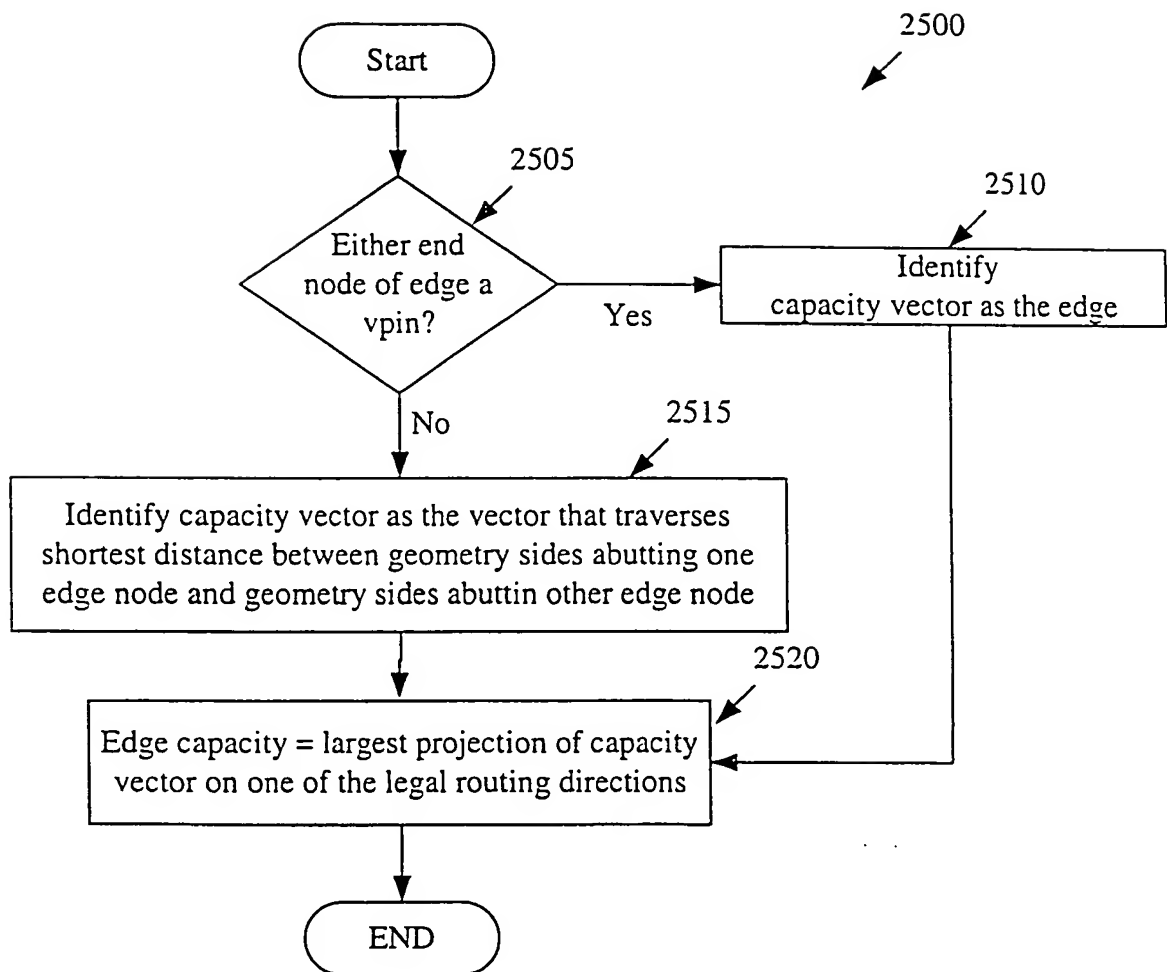 2500
Start
2505
Either end
node of edge a
vpin?
2510
Identify
capacity vector as the edge
Yes
No
2515
Identify capacity vector as the vector that traverses
shortest distance between geometry sides abutting one
edge node and geometry sides abuttin other edge node
2520
Edge capacity = largest projection of capacity
vector on one of the legal routing directions
END